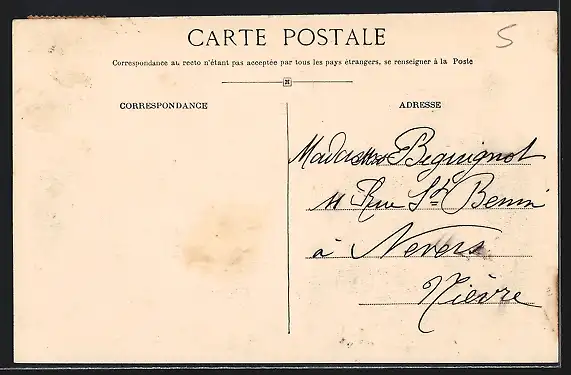 CARTE POSTALE
5
Correspondance au recto n'étant pas acceptée par tous les pays étrangers, se renseigner à la Poste
CORRESPONDANCE
ADRESSE
Beguignot
11 Rue St Benin
à Nevers
Nièvre